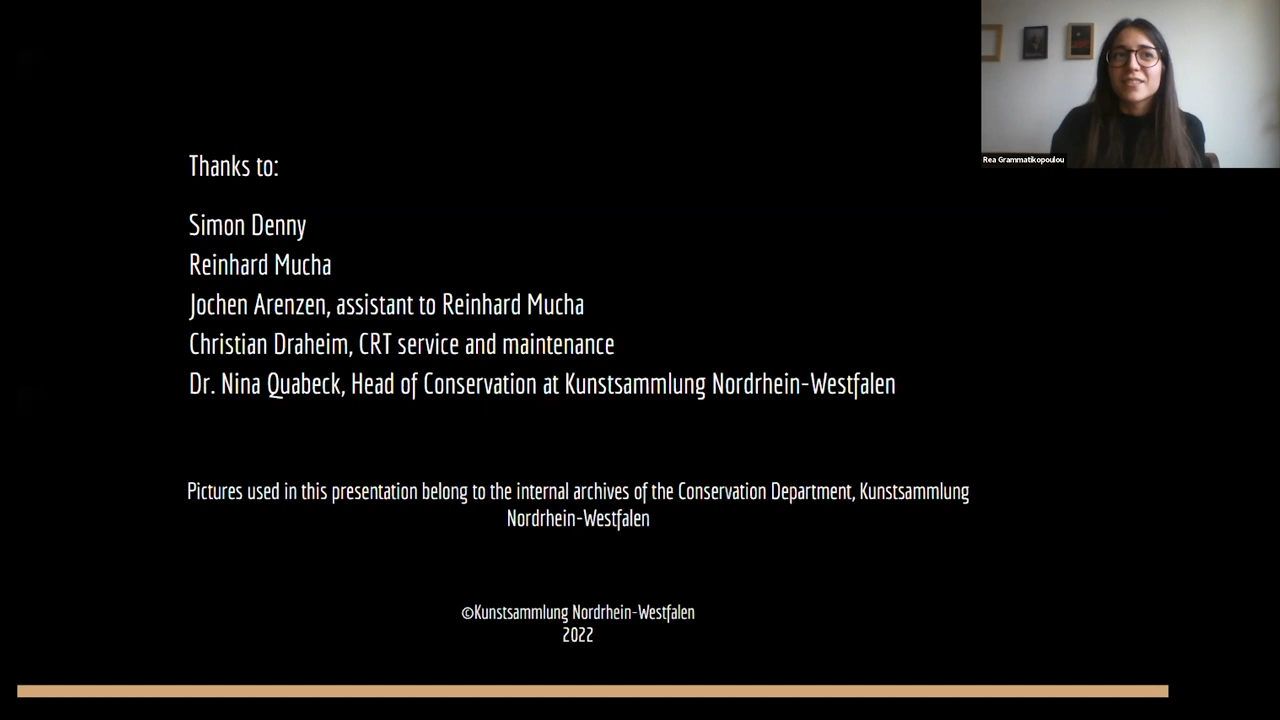 Rea Grammatikopoulou
Thanks to:
Simon Denny
Reinhard Mucha
Jochen Arenzen, assistant to Reinhard Mucha
Christian Draheim, CRT service and maintenance
Dr. Nina Quabeck, Head of Conservation at Kunstsammlung Nordrhein-Westfalen
Pictures used in this presentation belong to the internal archives of the Conservation Department, Kunstsammlung
Nordrhein-Westfalen
©Kunstsammlung Nordrhein-Westfalen
2022